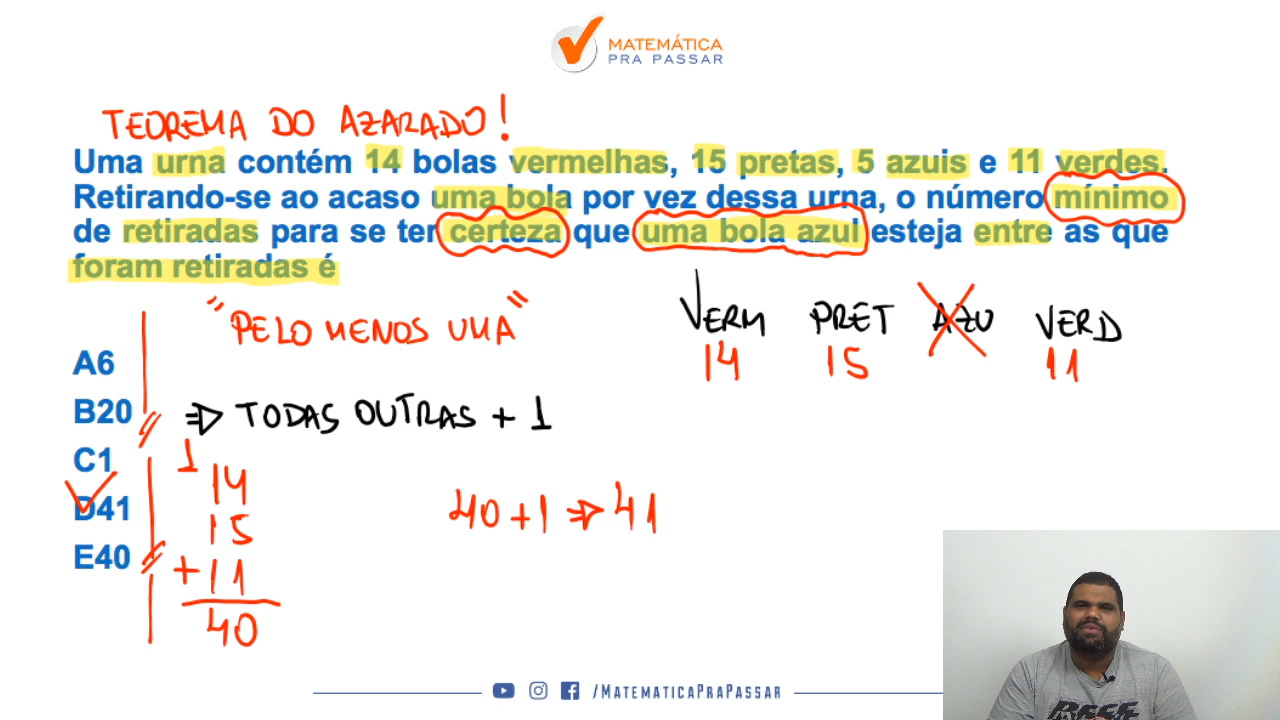 MATEMÁTICA
PRA PASSAR
TEOREMA DO AZARADO!
Uma urna contém 14 bolas vermelhas, 15 pretas, 5 azuis e 11 verdes.
Retirando-se ao acaso uma bola por vez dessa urna, o número mínimo
de retiradas para se ter certeza que uma bola azul esteja entre as que
foram retiradas é
"PELO MENOS UMA"
VERM PRET AZU VERD
14 15 11
A6
B20
⇒ TODAS OUTRAS + 1
C1
D41
E40
1
14
15
+ 11
40
40 + 1 ⇒ 41
/MATEMATICAPRAPASSAR